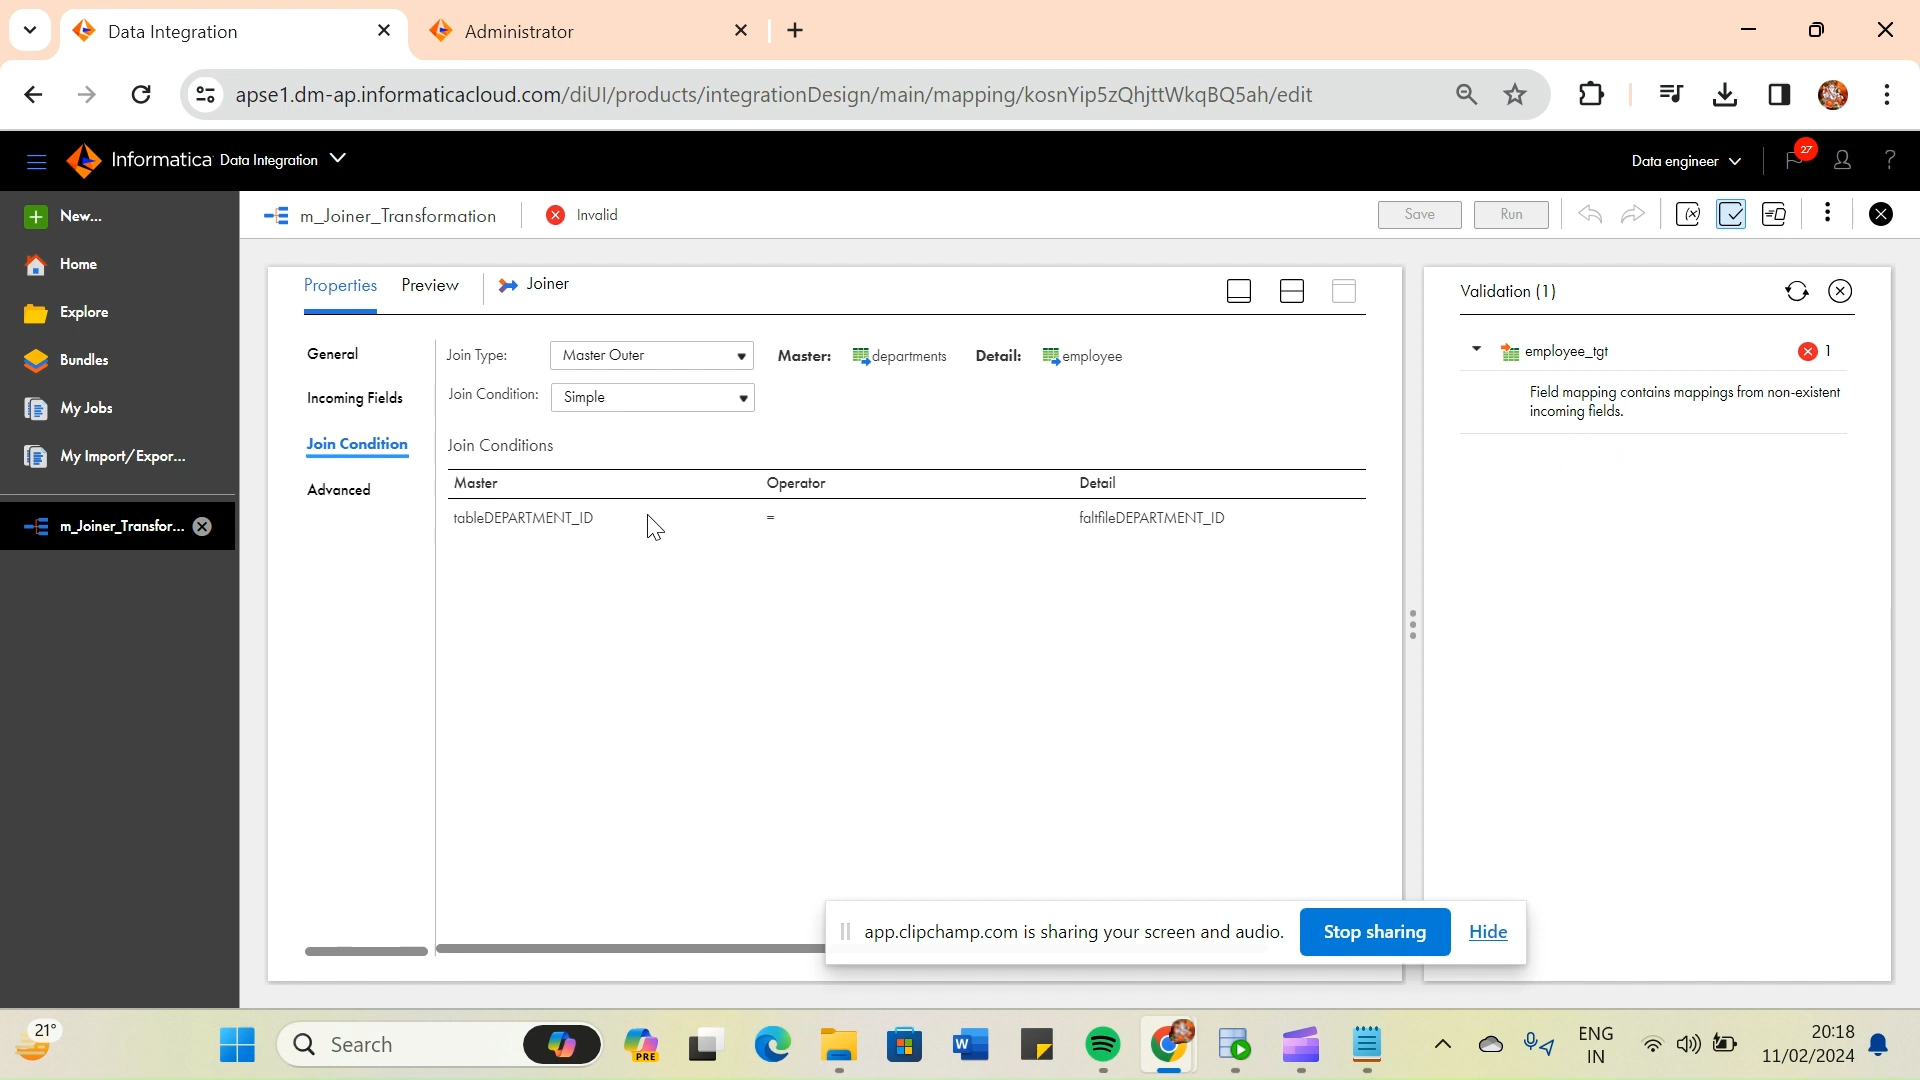 Data Integration
Administrator
apse1.dm-ap.informaticacloud.com/diUI/products/integrationDesign/main/mapping/kosnYip5zQhjttWkqBQ5ah/edit
Informatica Data Integration
Data engineer
27
?
New...
m_Joiner_Transformation
Invalid
Save
Run
Home
Explore
Bundles
My Jobs
My Import/Expor...
m_Joiner_Transfor...
Properties
Preview
Joiner
General
Incoming Fields
Join Condition
Advanced
Join Type:
Master Outer
Master:
departments
Detail:
employee
Join Condition:
Simple
Join Conditions
Master
Operator
Detail
tableDEPARTMENT_ID
=
faltfileDEPARTMENT_ID
Validation (1)
employee_tgt
1
Field mapping contains mappings from non-existent
incoming fields.
app.clipchamp.com is sharing your screen and audio.
Stop sharing
Hide
21°
Search
PRE
W
ENG
IN
20:18
11/02/2024